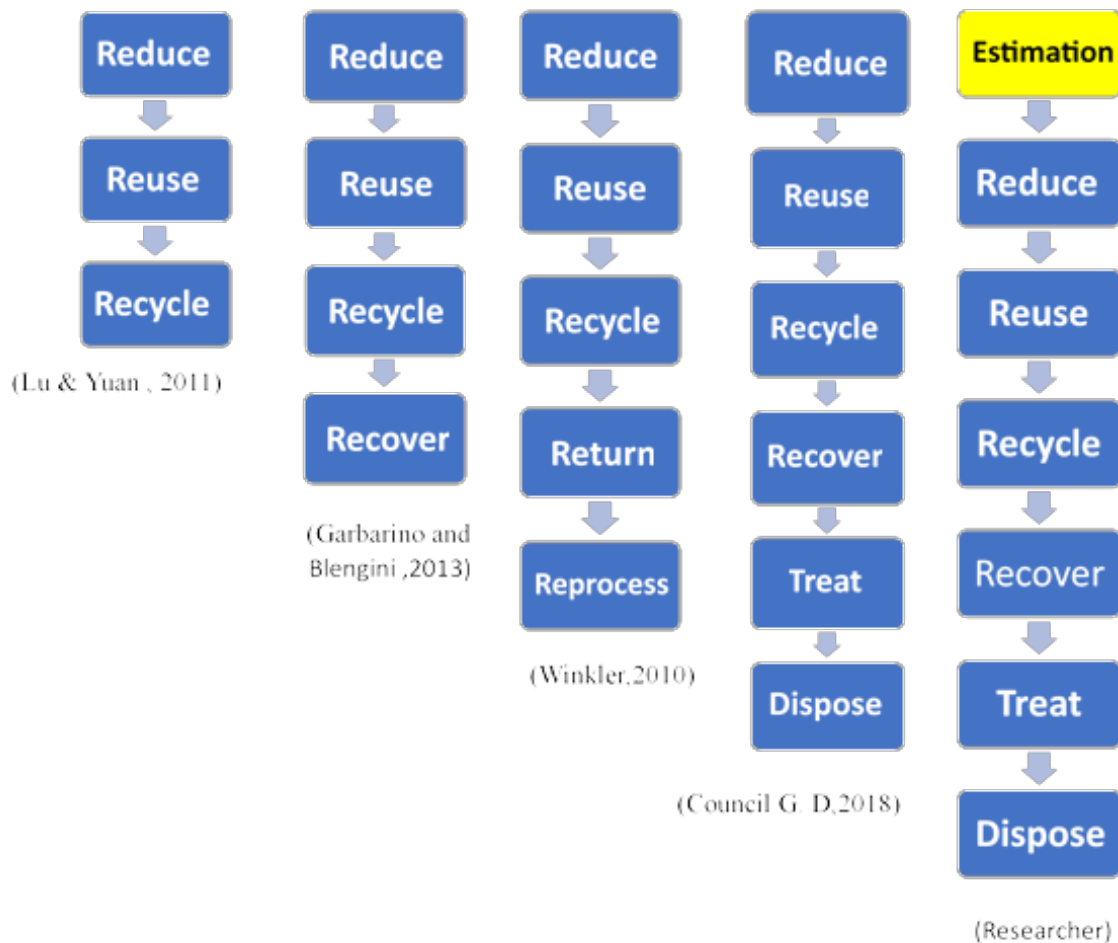 Reduce
Reuse
Recycle
(Lu & Yuan , 2011)
Reduce
Reuse
Recycle
Recover
(Garbarino and
Blengini ,2013)
Reduce
Reuse
Recycle
Return
Reprocess
(Winkler,2010)
Reduce
Reuse
Recycle
Recover
Treat
Dispose
(Council G. D,2018)
Estimation
Reduce
Reuse
Recycle
Recover
Treat
Dispose
(Researcher)